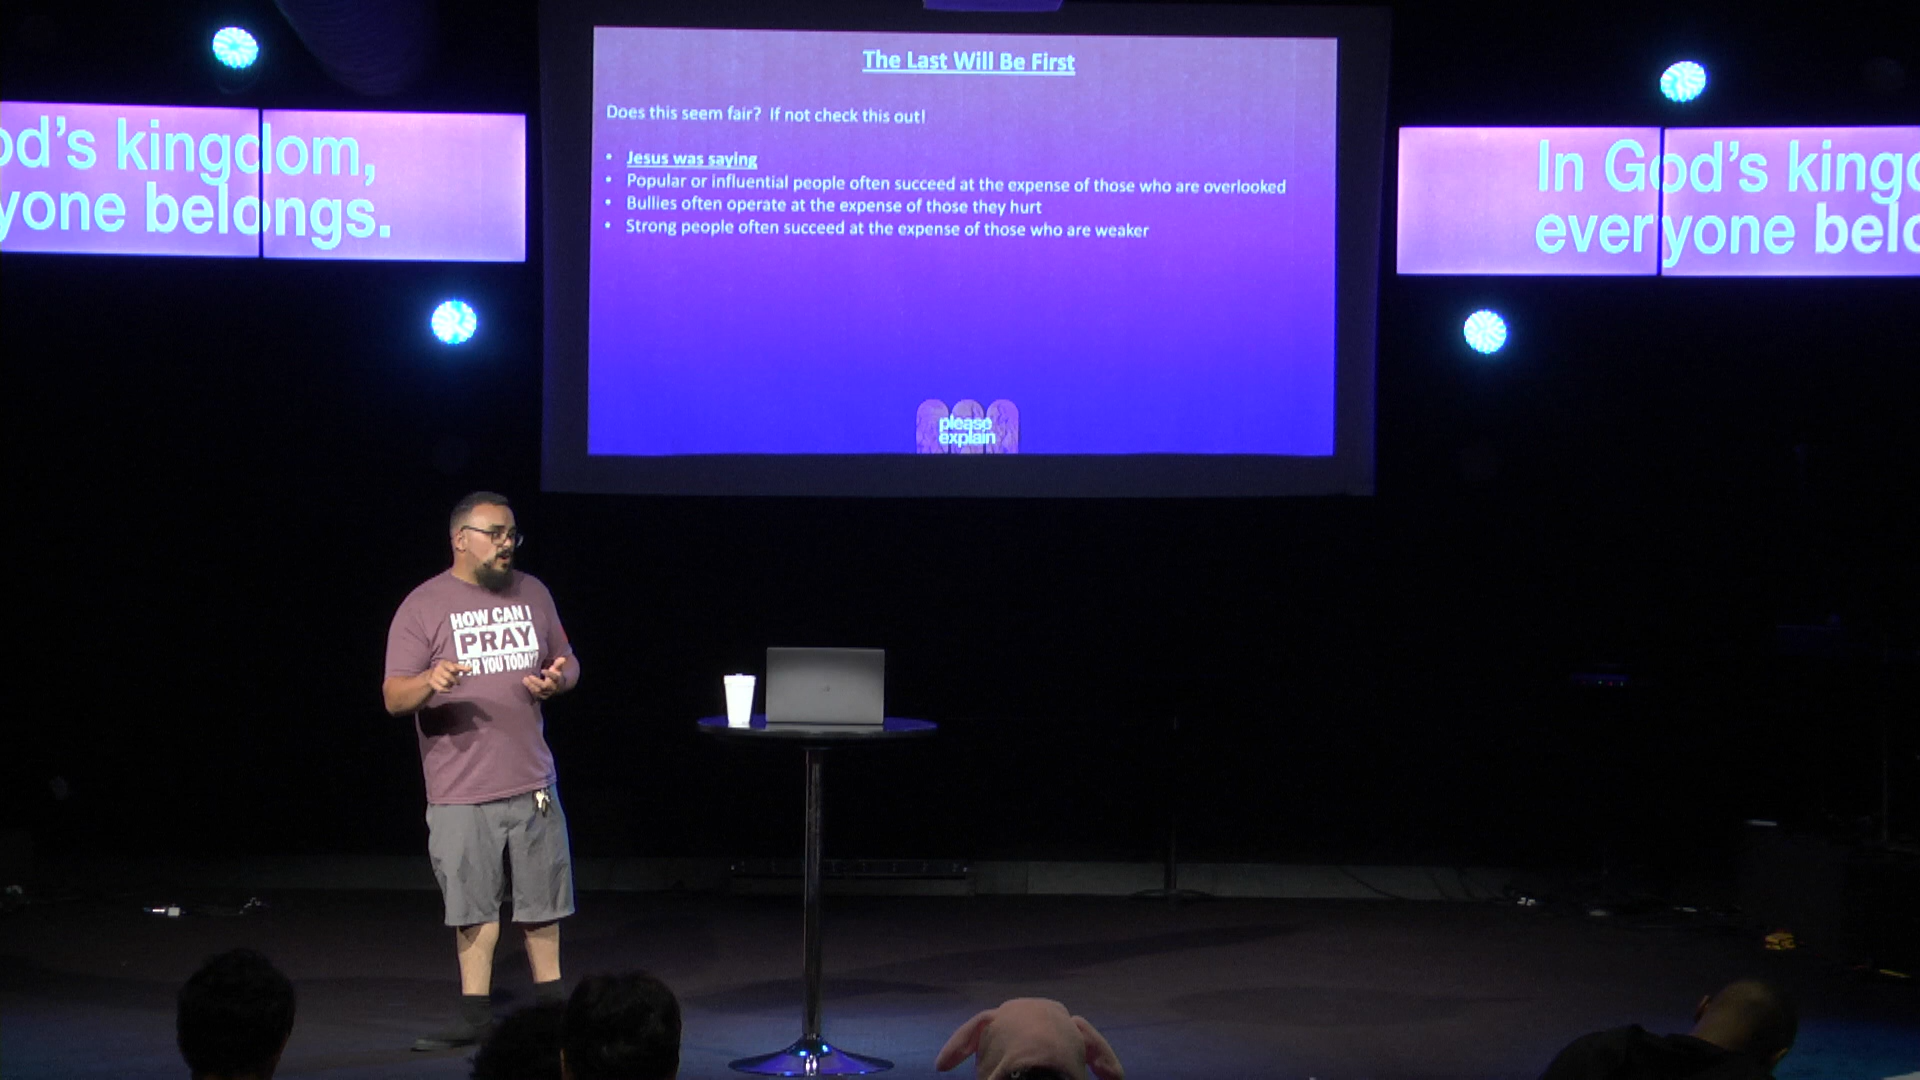 The Last Will Be First
Does this seem fair? If not check this out!
• Jesus was saying
• Popular or influential people often succeed at the expense of those who are overlooked
• Bullies often operate at the expense of those they hurt
• Strong people often succeed at the expense of those who are weaker
please
explain
od's kingdom,
yone belongs.
In God's kingd
everyone belo
HOW CAN I
PRAY
FOR YOU TODAY?